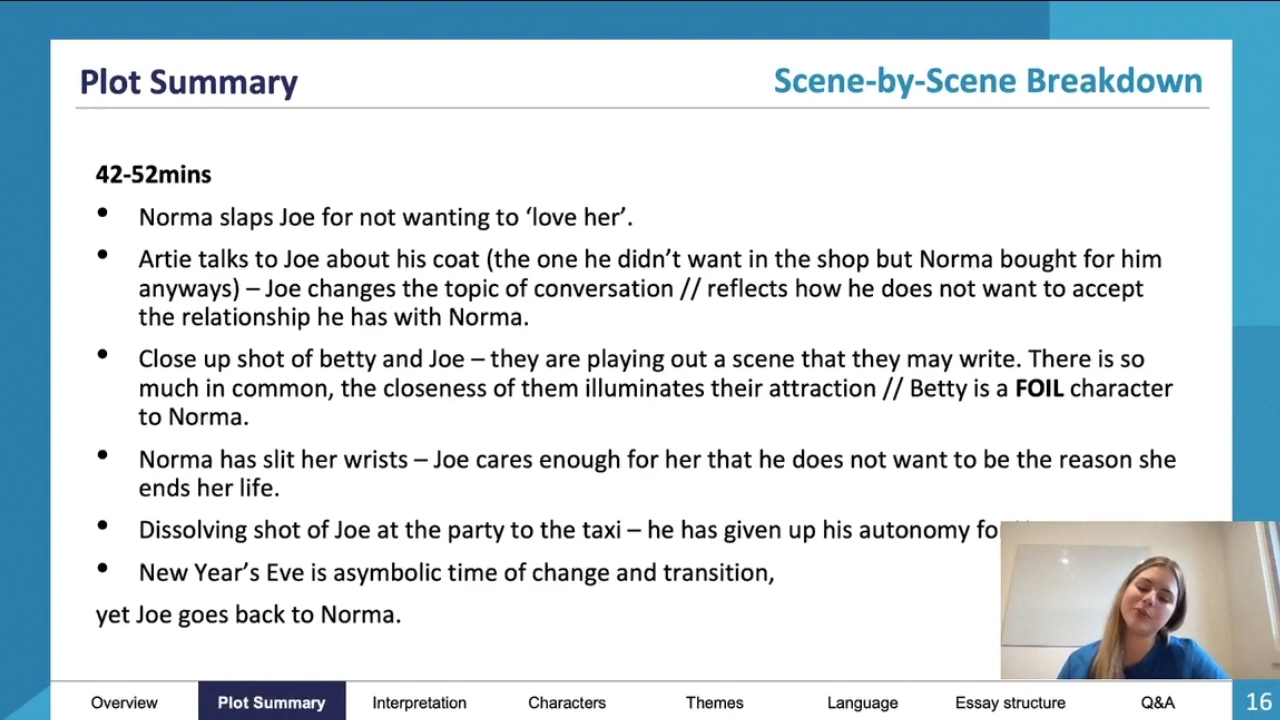 Plot Summary
Scene-by-Scene Breakdown
42-52mins
• Norma slaps Joe for not wanting to ‘love her’.
• Artie talks to Joe about his coat (the one he didn’t want in the shop but Norma bought for him
anyways) – Joe changes the topic of conversation // reflects how he does not want to accept
the relationship he has with Norma.
• Close up shot of betty and Joe – they are playing out a scene that they may write. There is so
much in common, the closeness of them illuminates their attraction // Betty is a FOIL character
to Norma.
• Norma has slit her wrists – Joe cares enough for her that he does not want to be the reason she
ends her life.
• Dissolving shot of Joe at the party to the taxi – he has given up his autonomy
• New Year’s Eve is asymbolic time of change and transition,
yet Joe goes back to Norma.
Overview
Plot Summary
Interpretation
Characters
Themes
Language
Essay structure
Q&A
16